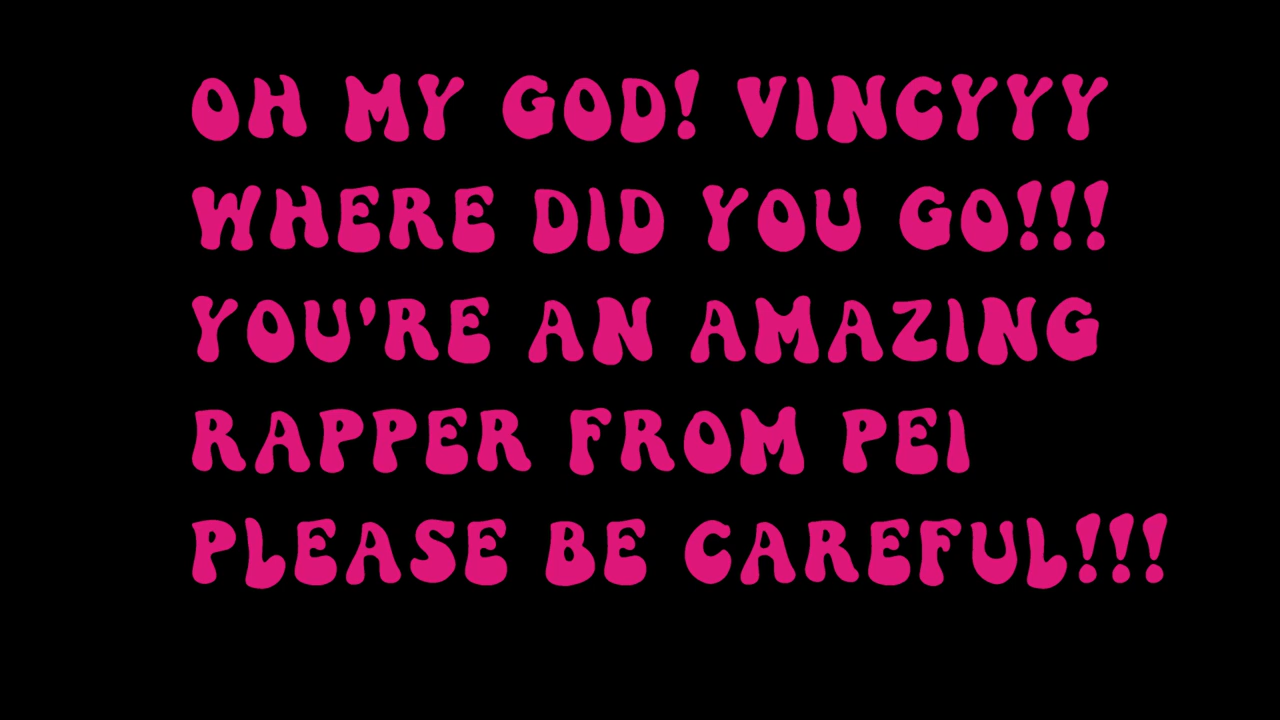 OH MY GOD! VINCYYY
WHERE DID YOU GO!!!
YOU'RE AN AMAZING
RAPPER FROM PEI
PLEASE BE CAREFUL!!!